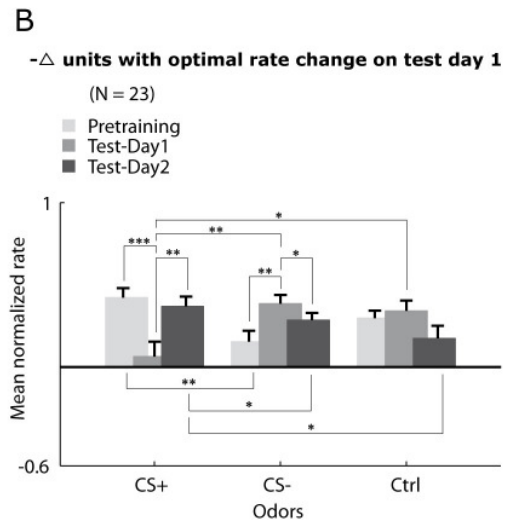 B
-△ units with optimal rate change on test day 1
(N = 23)
Pretraining
Test-Day1
Test-Day2
1
Mean normalized rate
*
**
***
**
**
*
**
*
*
-0.6
CS+ CS- Ctrl
Odors